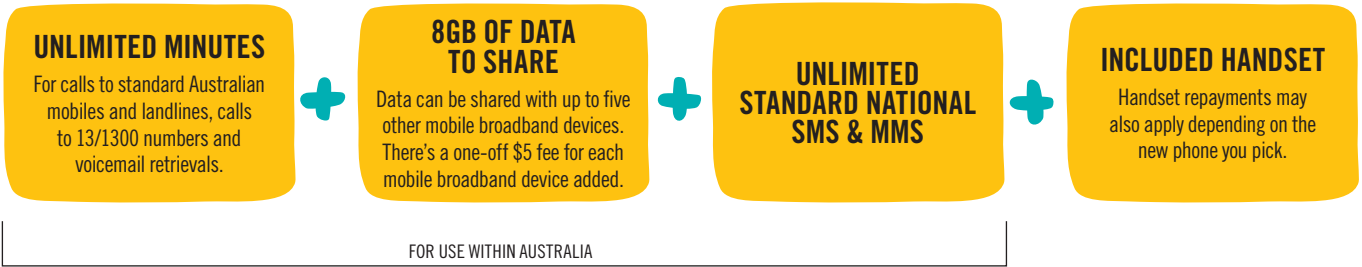 UNLIMITED MINUTES
For calls to standard Australian
mobiles and landlines, calls
to 13/1300 numbers and
voicemail retrievals.
8GB OF DATA
TO SHARE
Data can be shared with up to five
other mobile broadband devices.
There's a one-off $5 fee for each
mobile broadband device added.
UNLIMITED
STANDARD NATIONAL
SMS & MMS
INCLUDED HANDSET
Handset repayments may
also apply depending on the
new phone you pick.
FOR USE WITHIN AUSTRALIA